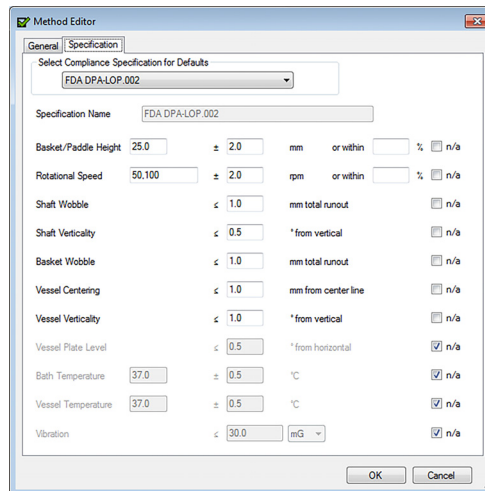 Method Editor
General Specification
Select Compliance Specification for Defaults
FDA DPA-LOP.002
Specification Name FDA DPA-LOP.002
Basket/Paddle Height 25.0 ± 2.0 mm or within % n/a
Rotational Speed 50,100 ± 2.0 rpm or within % n/a
Shaft Wobble ≤ 1.0 mm total runout n/a
Shaft Verticality ≤ 0.5 ° from vertical n/a
Basket Wobble ≤ 1.0 mm total runout n/a
Vessel Centering ≤ 1.0 mm from center line n/a
Vessel Verticality ≤ 1.0 ° from vertical n/a
Vessel Plate Level ≤ 0.5 ° from horizontal n/a
Bath Temperature 37.0 ± 0.5 °C n/a
Vessel Temperature 37.0 ± 0.5 °C n/a
Vibration ≤ 30.0 mG n/a
OK Cancel